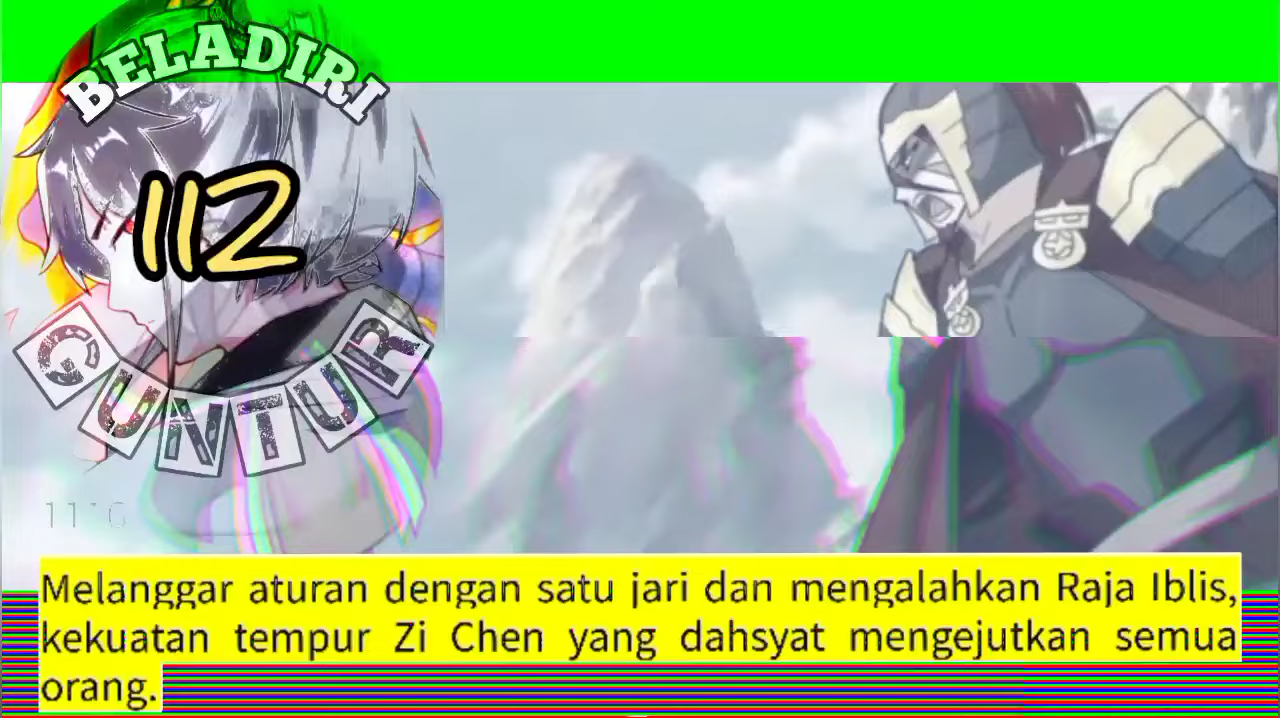 BELADIRI
112
GUNTUR
Melanggar aturan dengan satu jari dan mengalahkan Raja Iblis,
kekuatan tempur Zi Chen yang dahsyat mengejutkan semua
orang.